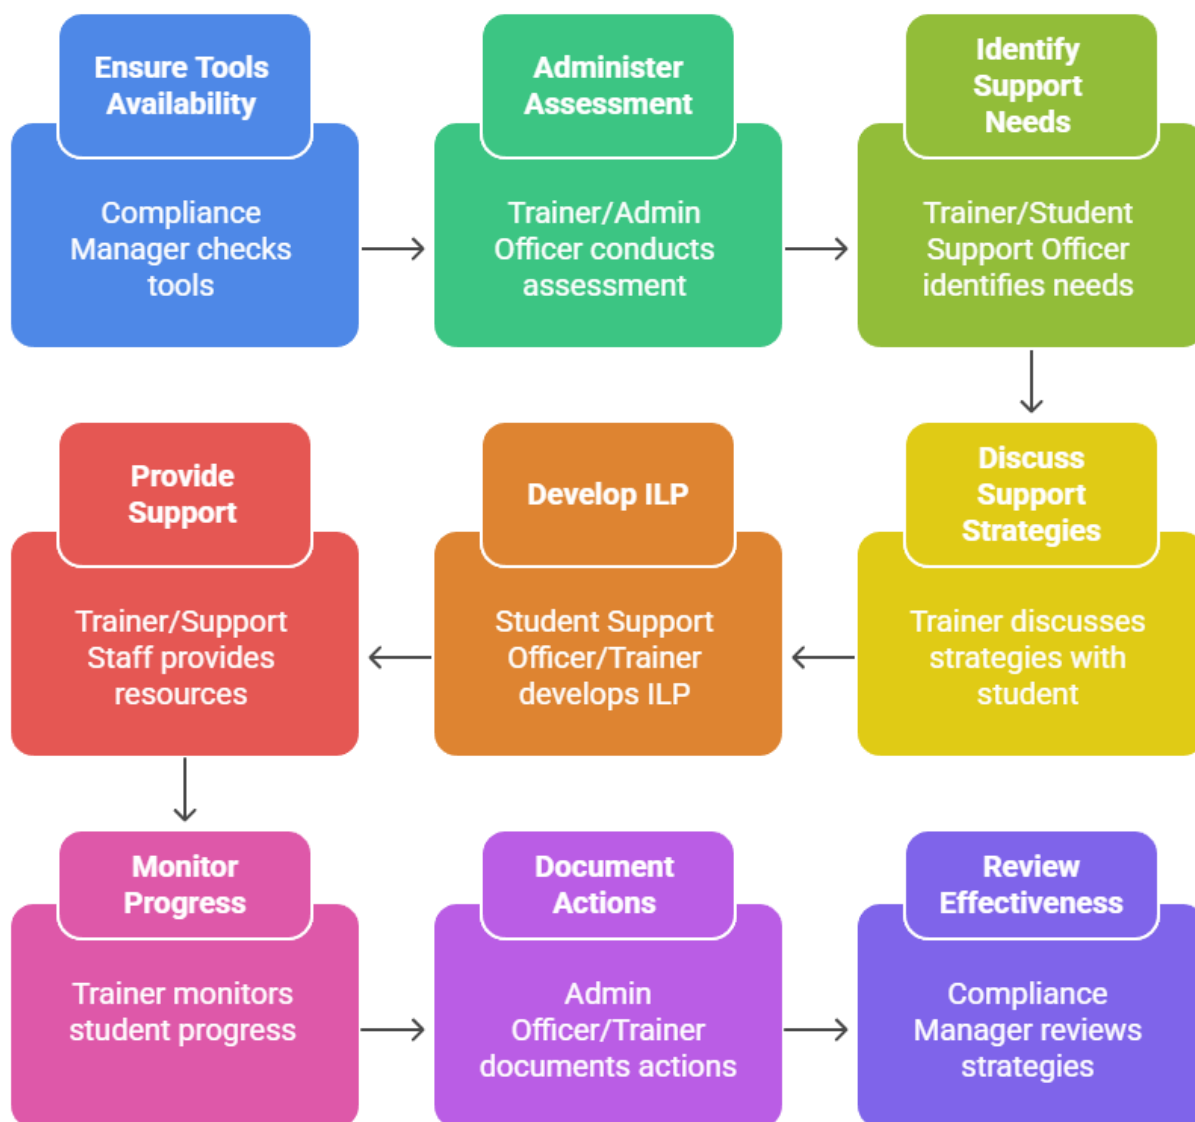 Ensure Tools
Availability
Compliance
Manager checks
tools
Administer
Assessment
Trainer/Admin
Officer conducts
assessment
Identify
Support
Needs
Trainer/Student
Support Officer
identifies needs
Discuss
Support
Strategies
Trainer discusses
strategies with
student
Develop ILP
Student Support
Officer/Trainer
develops ILP
Provide
Support
Trainer/Support
Staff provides
resources
Monitor
Progress
Trainer monitors
student progress
Document
Actions
Admin
Officer/Trainer
documents actions
Review
Effectiveness
Compliance
Manager reviews
strategies